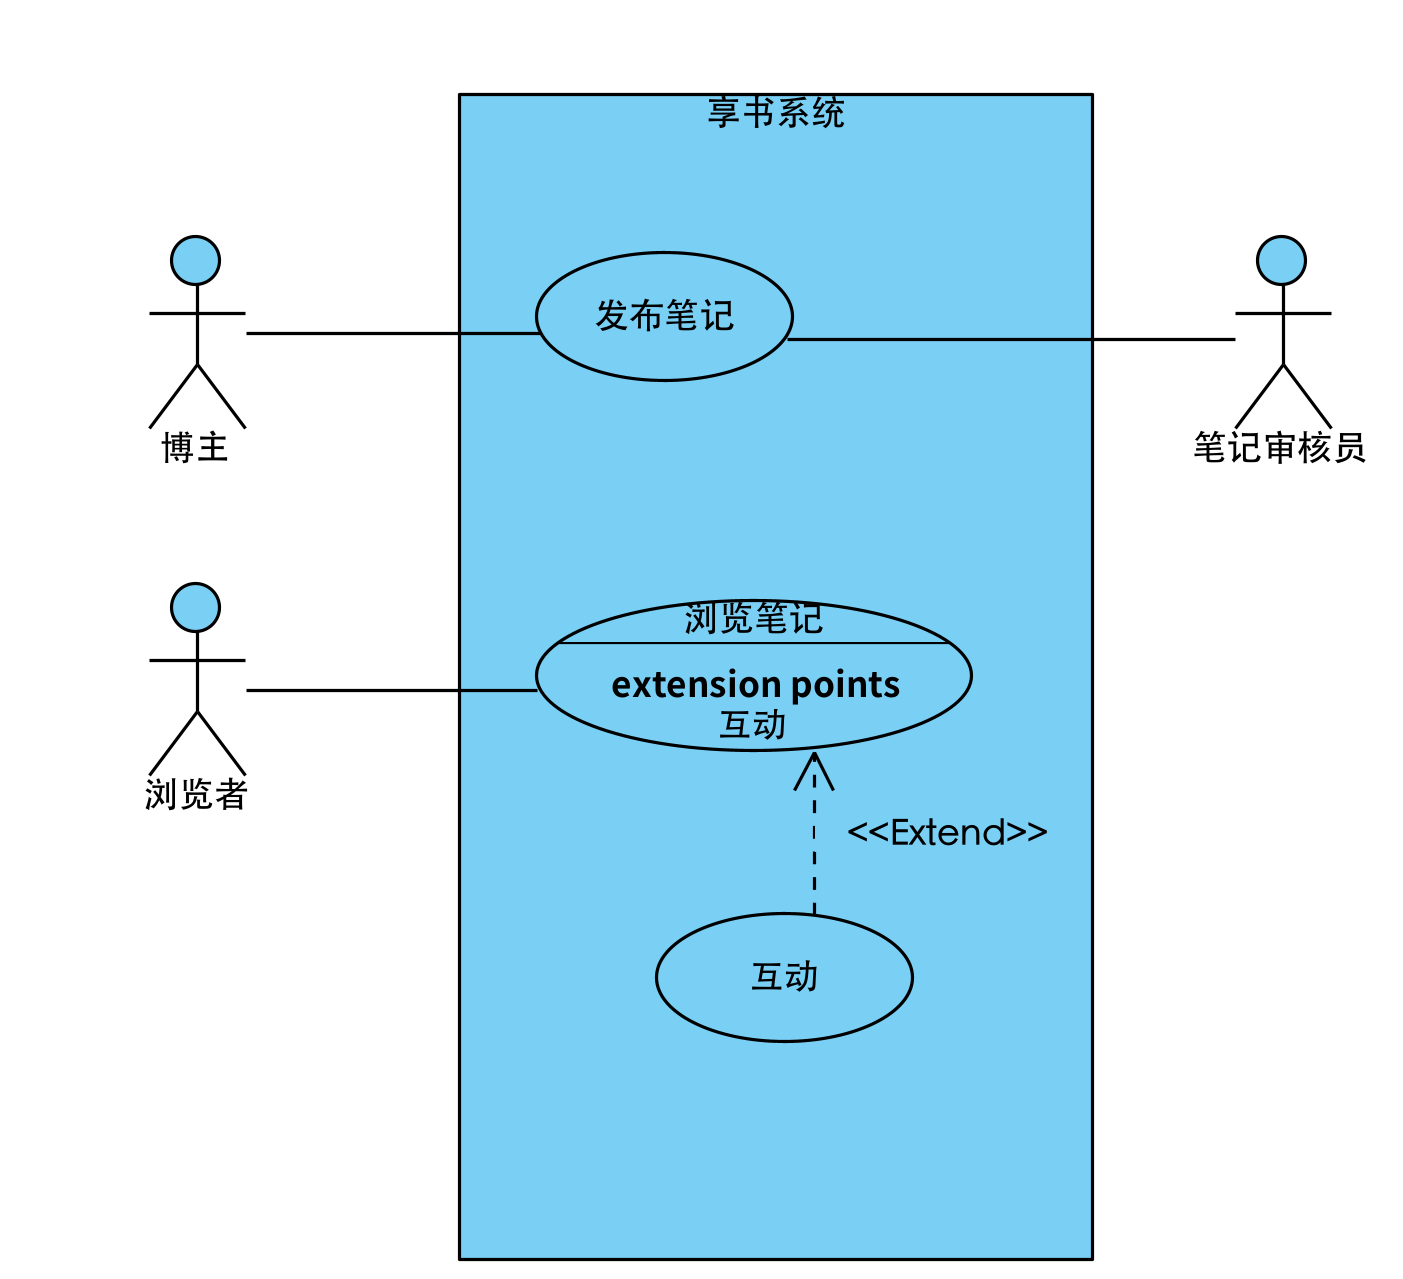 享书系统
发布笔记
博主
笔记审核员
浏览笔记
extension points
互动
浏览者
<<Extend>>
互动